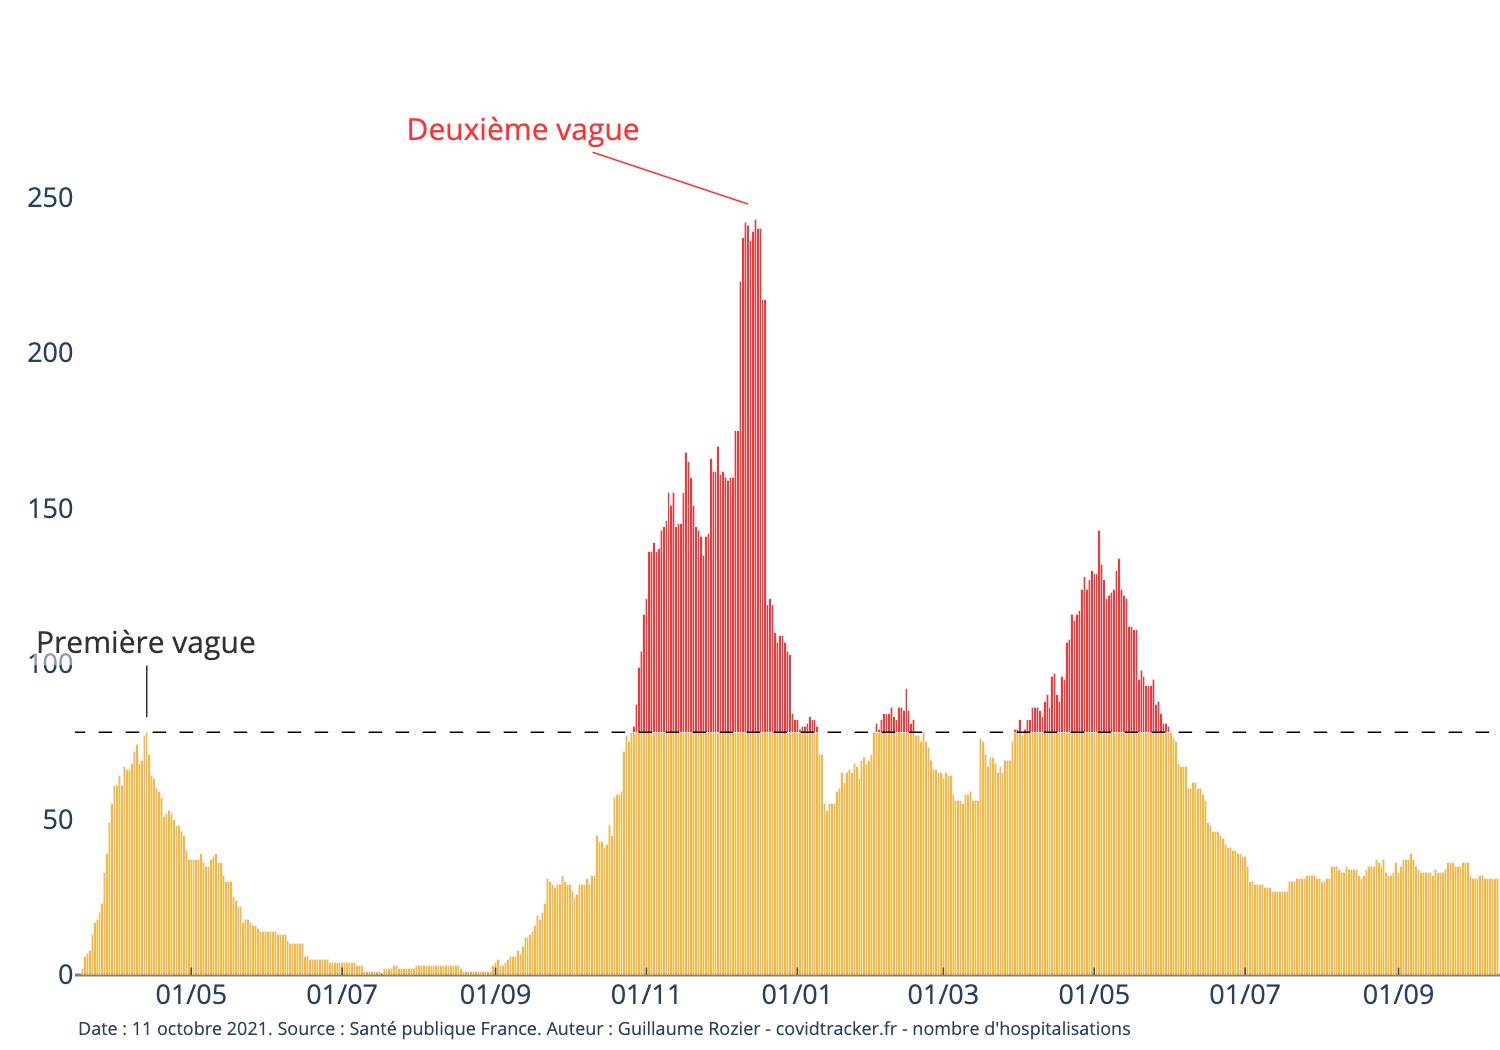 Deuxième vague
250
200
150
Première vague
100
50
0
01/05 01/07 01/09 01/11 01/01 01/03 01/05 01/07 01/09
Date : 11 octobre 2021. Source : Santé publique France. Auteur : Guillaume Rozier - covidtracker.fr - nombre d'hospitalisations